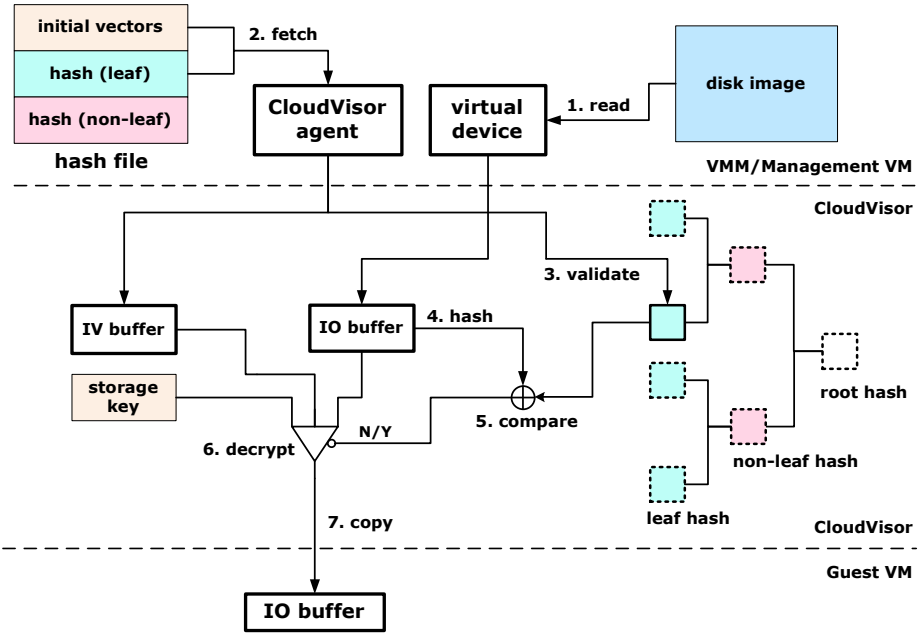 initial vectors
hash (leaf)
hash (non-leaf)
hash file
2. fetch
CloudVisor
agent
virtual
device
1. read
disk image
VMM/Management VM
CloudVisor
3. validate
IV buffer
IO buffer
4. hash
storage
key
root hash
5. compare
N/Y
6. decrypt
non-leaf hash
leaf hash
7. copy
CloudVisor
Guest VM
IO buffer